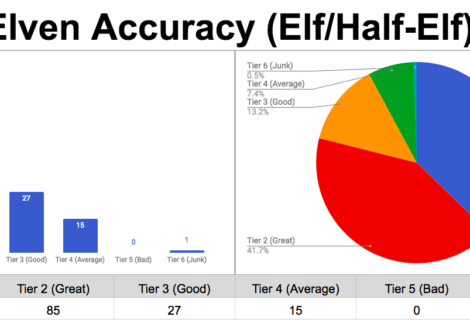 Elven Accuracy (Elf/Half-Elf)
Tier 6 (Junk)
0.5%
Tier 4 (Average)
7.4%
Tier 3 (Good)
13.2%
Tier 2 (Great)
41.7%
27
15
0
1
Tier 3 (Good) Tier 4 (Average) Tier 5 (Bad) Tier 6 (Junk)
Tier 2 (Great) Tier 3 (Good) Tier 4 (Average) Tier 5 (Bad)
85 27 15 0